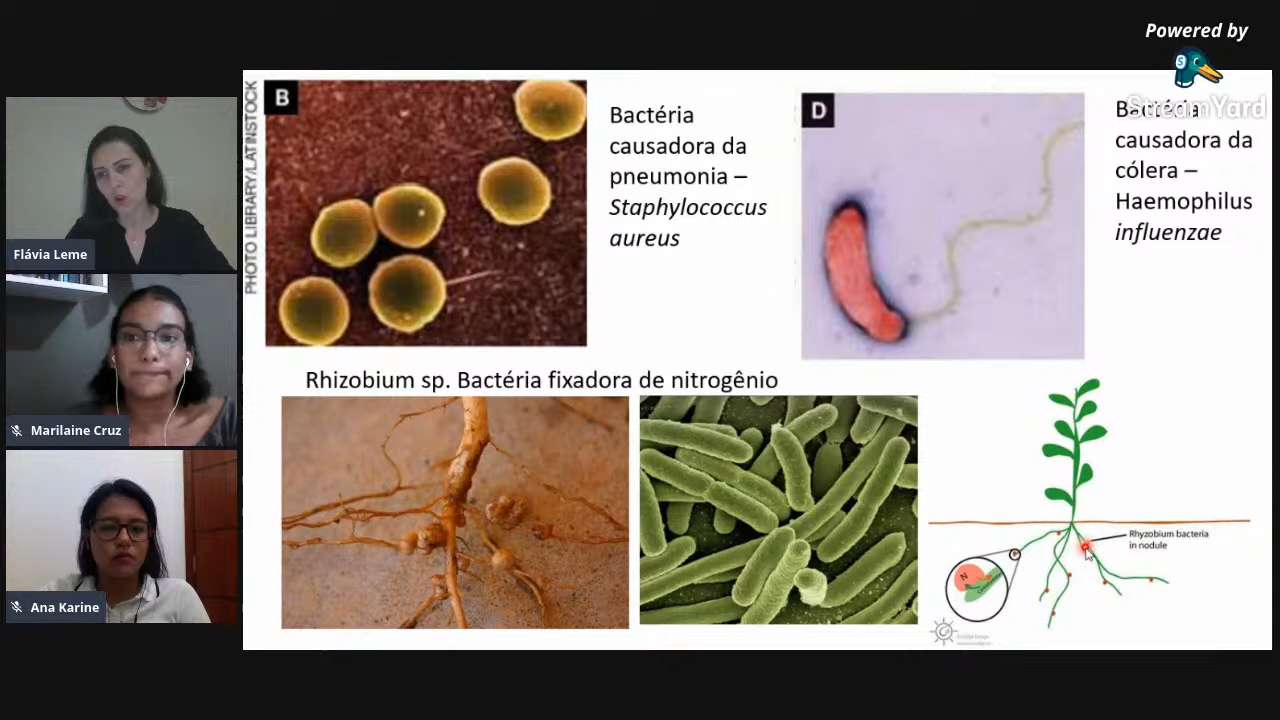 Powered by
StreamYard
PHOTO LIBRARY/LATINSTOCK
B
Bactéria
causadora da
pneumonia –
Staphylococcus
aureus
D
Bactéria
causadora da
cólera –
Haemophilus
influenzae
Flávia Leme
Marilaine Cruz
Ana Karine
Rhizobium sp. Bactéria fixadora de nitrogênio
Rhyzobium bacteria
in nodule
N